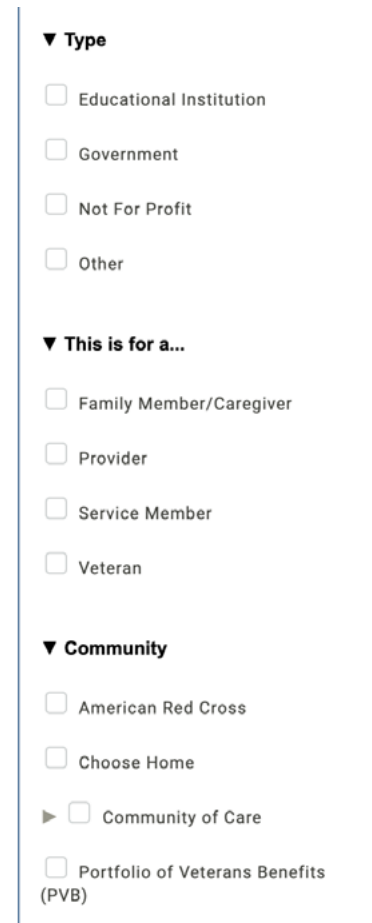 ▼ Type
Educational Institution
Government
Not For Profit
Other
▼ This is for a...
Family Member/Caregiver
Provider
Service Member
Veteran
▼ Community
American Red Cross
Choose Home
▶ Community of Care
Portfolio of Veterans Benefits
(PVB)